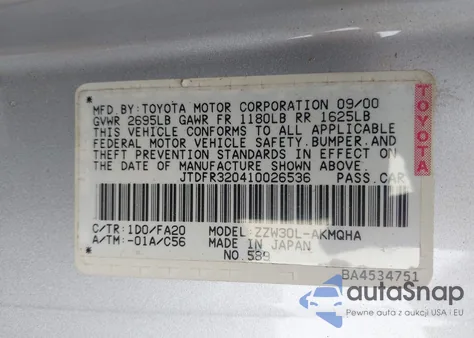 MFD.BY:TOYOTA MOTOR CORPORATION 09/00
GVWR 2695LB GAWR FR 1180LB RR 1625LB
THIS VEHICLE CONFORMS TO ALL APPLICABLE
FEDERAL MOTOR VEHICLE SAFETY,BUMPER,AND
THEFT PREVENTION STANDARDS IN EFFECT ON
THE DATE OF MANUFACTURE SHOWN ABOVE.
JTDFR320410026536 PASS.CAR
C/TR:1D0/FA20 ZZW30L-AKMQHA
A/TM:-01A/C56 MADE IN JAPAN
NO.589
BA4534751
TOYOTA
autoSnap
Pewne auta z aukcji USA i EU